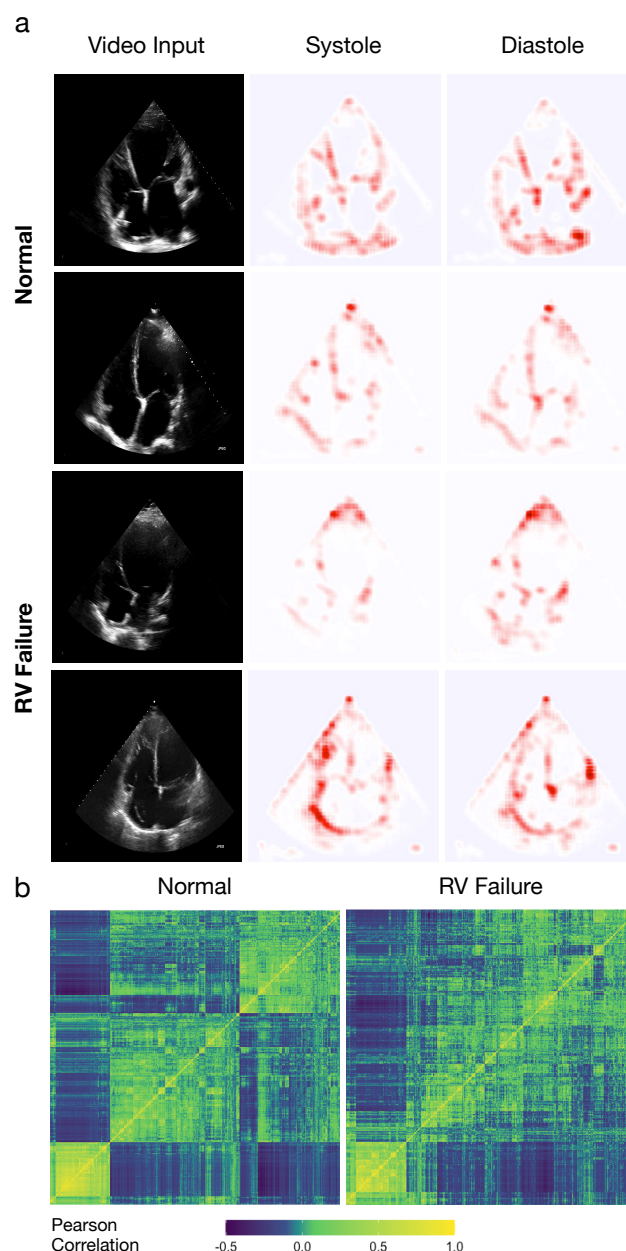 a
Video Input Systole Diastole
Normal
RV Failure
b
Normal RV Failure
Pearson
Correlation
-0.5 0.0 0.5 1.0